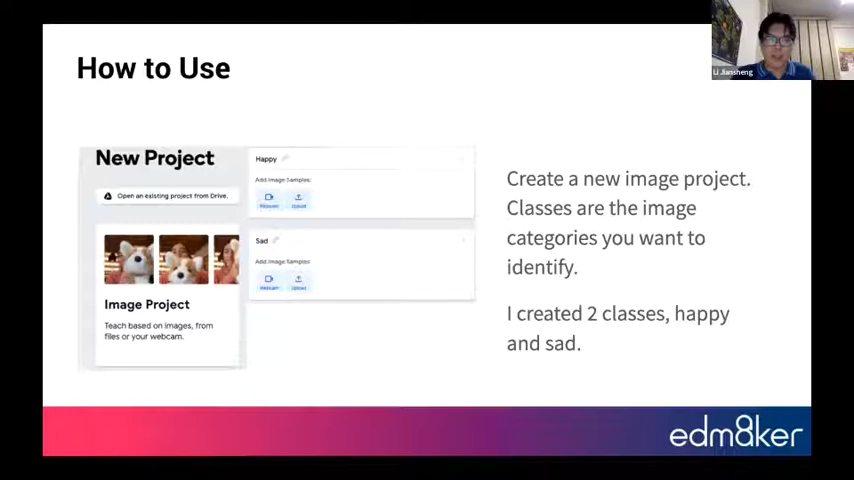 How to Use
Li Jiansheng
New Project
Open an existing project from Drive.
Image Project
Teach based on images, from
files or your webcam.
Happy
Add Image Samples:
Webcam
Upload
Sad
Add Image Samples:
Webcam
Upload
Create a new image project.
Classes are the image
categories you want to
identify.
I created 2 classes, happy
and sad.
edm8ker